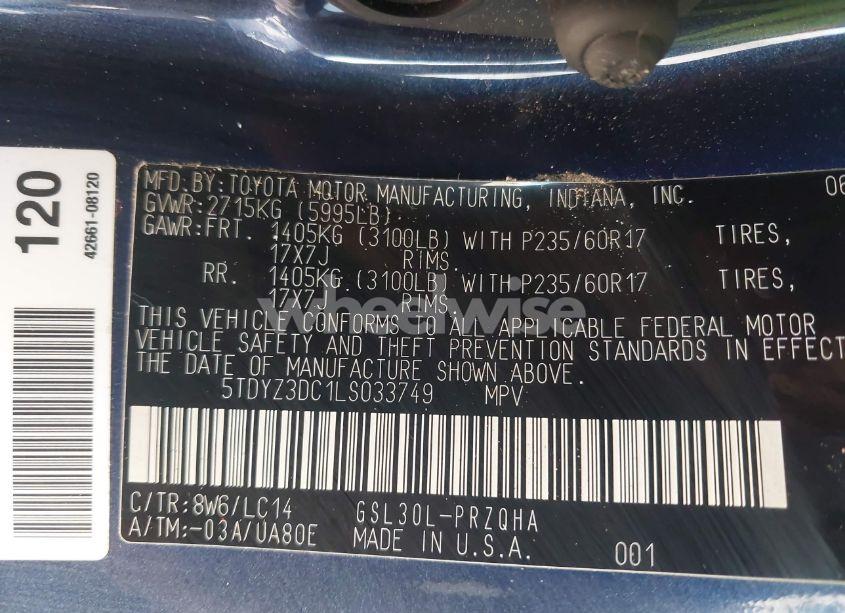 120
42661-08120
MFD.BY:TOYOTA MOTOR MANUFACTURING, INDIANA, INC. 06
GVWR:2715KG (5995LB)
GAWR:FRT. 1405KG (3100LB) WITH P235/60R17 TIRES,
17X7J RIMS.
RR. 1405KG (3100LB) WITH P235/60R17 TIRES,
17X7J RIMS.
wheelwise
THIS VEHICLE CONFORMS TO ALL APPLICABLE FEDERAL MOTOR
VEHICLE SAFETY AND THEFT PREVENTION STANDARDS IN EFFECT
THE DATE OF MANUFACTURE SHOWN ABOVE.
5TDYZ3DC1LS033749 MPV
C/TR:8W6/LC14 GSL30L-PRZQHA
A/TM:-03A/UA80E MADE IN U.S.A. 001